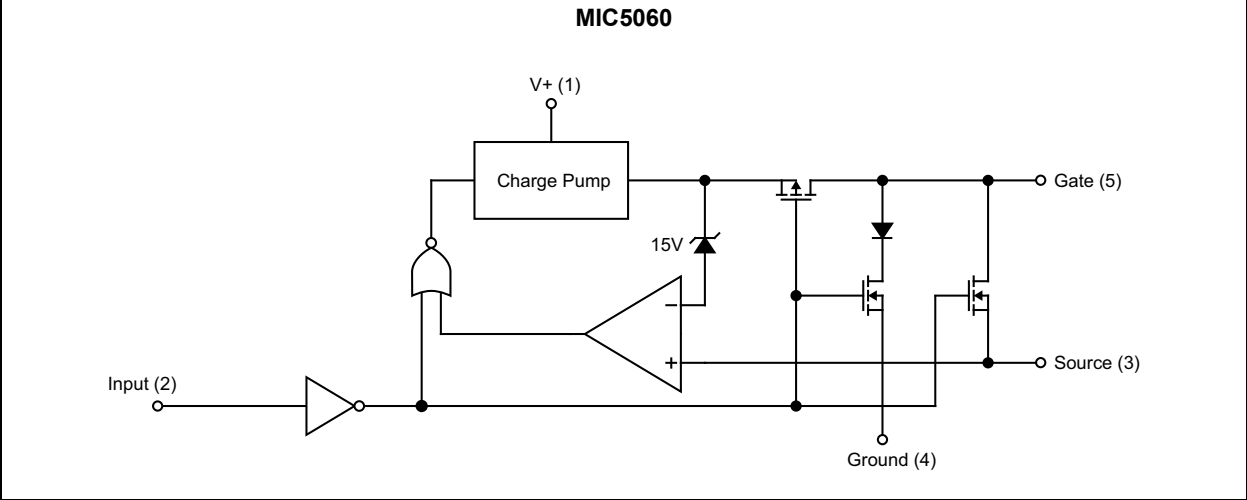 MIC5060
V+ (1)
Charge Pump
Gate (5)
15V
−
+
Source (3)
Input (2)
Ground (4)